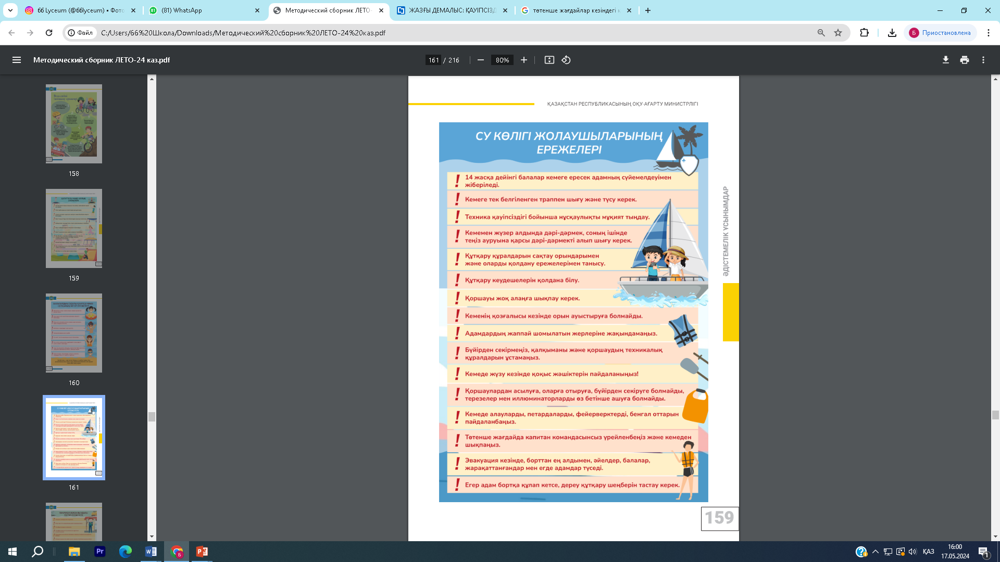 66 Lyceum (@66lyceum) • Фото
(81) WhatsApp
Методический сборник ЛЕТО-
ЖАЗҒЫ ДЕМАЛЫС: ҚАУІПСІЗД
төтенше жағдайлар кезіндегі
Файл
C:/Users/66%20Школа/Downloads/Методический%20сборник%20ЛЕТО-24%20каз.pdf
Б
Приостановлена
Методический сборник ЛЕТО-24 каз.pdf
161 / 216
80%
158
159
160
161
ҚАЗАҚСТАН РЕСПУБЛИКАСЫНЫҢ ОҚУ-АҒАРТУ МИНИСТРЛІГІ
СУ КӨЛІГІ ЖОЛАУШЫЛАРЫНЫҢ
ЕРЕЖЕЛЕРІ
! 14 жасқа дейінгі балалар кемеге ересек адамның сүйемелдеуімен
жіберіледі.
! Кемеге тек белгіленген траппен шығу және түсу керек.
! Техника қауіпсіздігі бойынша нұсқаулықты мұқият тыңдау.
! Кемемен жүзер алдында дәрі-дәрмек, соның ішінде
теңіз ауруына қарсы дәрі-дәрмекті алып шығу керек.
! Құтқару құралдарын сақтау орындарымен
және оларды қолдану ережелерімен танысу.
! Құтқару кеудешелерін қолдана білу.
! Қоршауы жоқ алаңға шықпау керек.
! Кеменің қозғалысы кезінде орын ауыстыруға болмайды.
! Адамдардың жаппай шомылатын жерлеріне жақындамаңыз.
! Бүйірден секірмеңіз, қалқыманы және қоршаудың техникалық
құралдарын ұстамаңыз.
! Кемеде жүзу кезінде қоқыс жәшіктерін пайдаланыңыз!
! Қоршаулардан асылуға, оларға отыруға, бүйірден секіруге болмайды,
терезелер мен иллюминаторларды өз бетінше ашуға болмайды.
! Кемеде алауларды, петардаларды, фейерверктерді, бенгал оттарын
пайдаланбаңыз.
! Төтенше жағдайда капитан командасынсыз үрейленбеңіз және кемеден
шықпаңыз.
! Эвакуация кезінде, борттан ең алдымен, әйелдер, балалар,
жарақаттанғандар мен егде адамдар түседі.
! Егер адам бортқа құлап кетсе, дереу құтқару шеңберін тастау керек.
ӘДІСТЕМЕЛІК ҰСЫНЫМДАР
159
Pr
ҚАЗ
16:00
17.05.2024
1